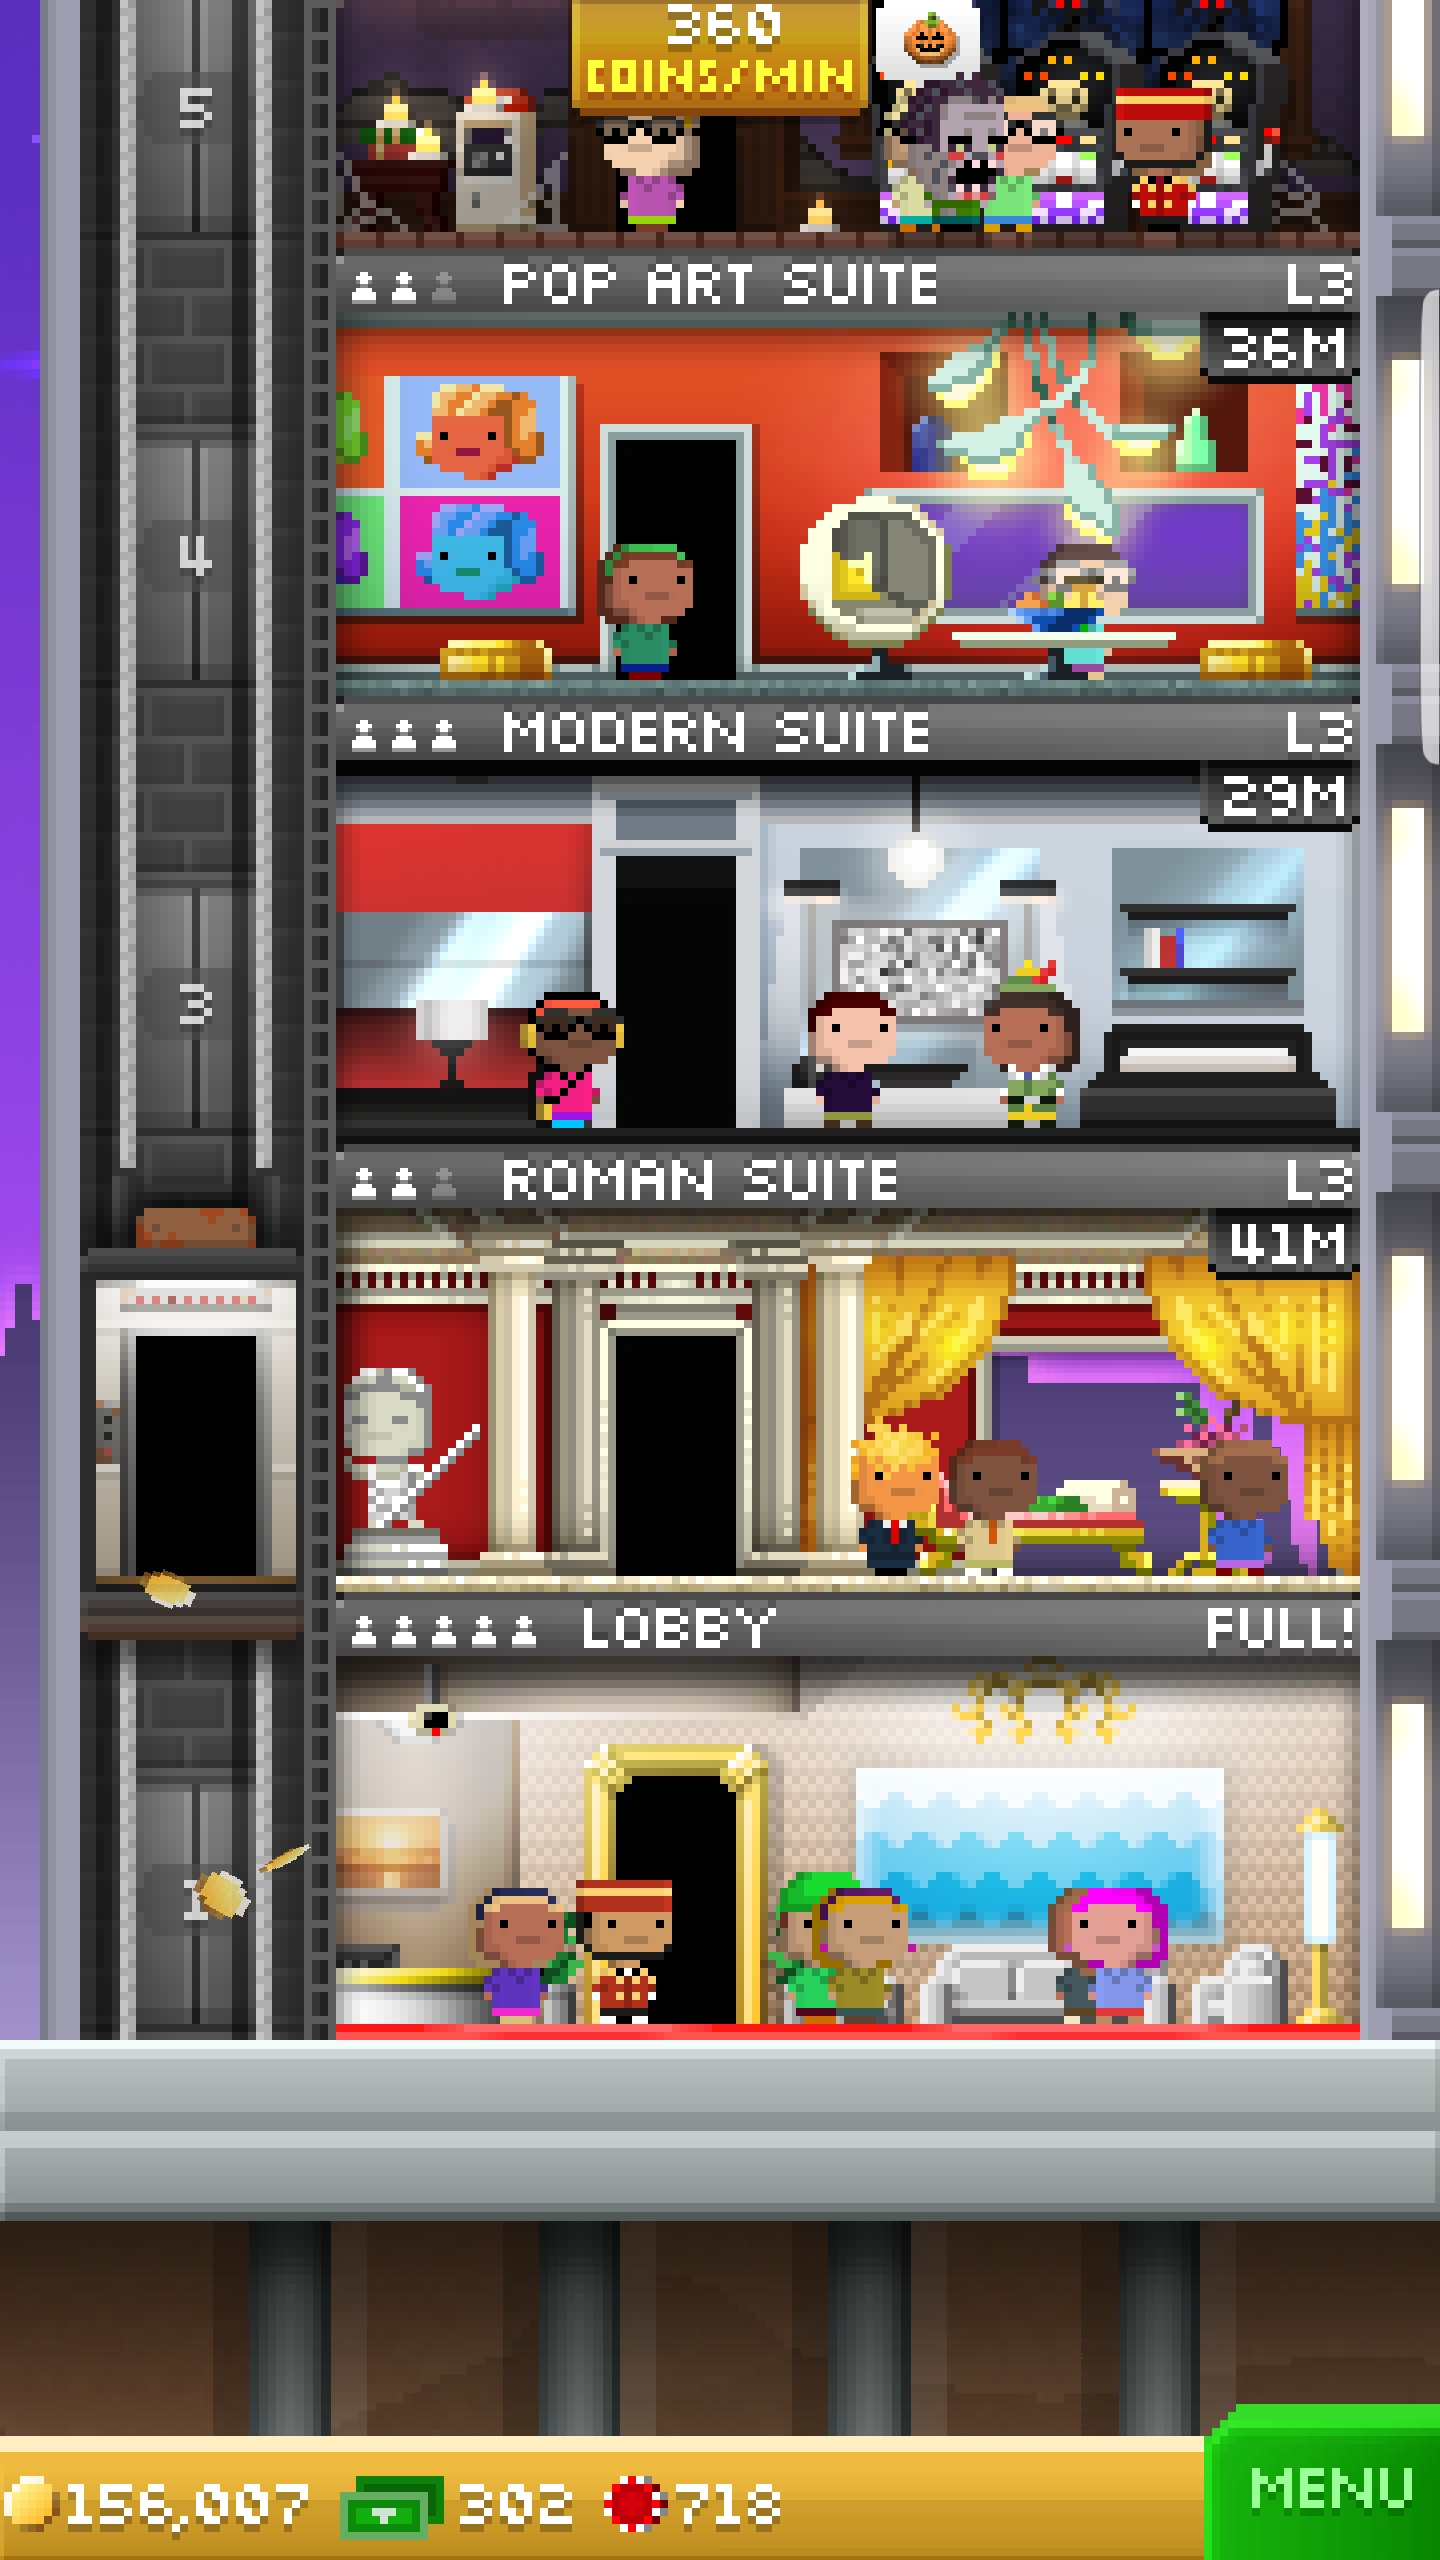 360
COINS/MIN
5
POP ART SUITE L3
36M
4
MODERN SUITE L3
29M
3
ROMAN SUITE L3
41M
LOBBY FULL!
1
156,007 302 718
MENU